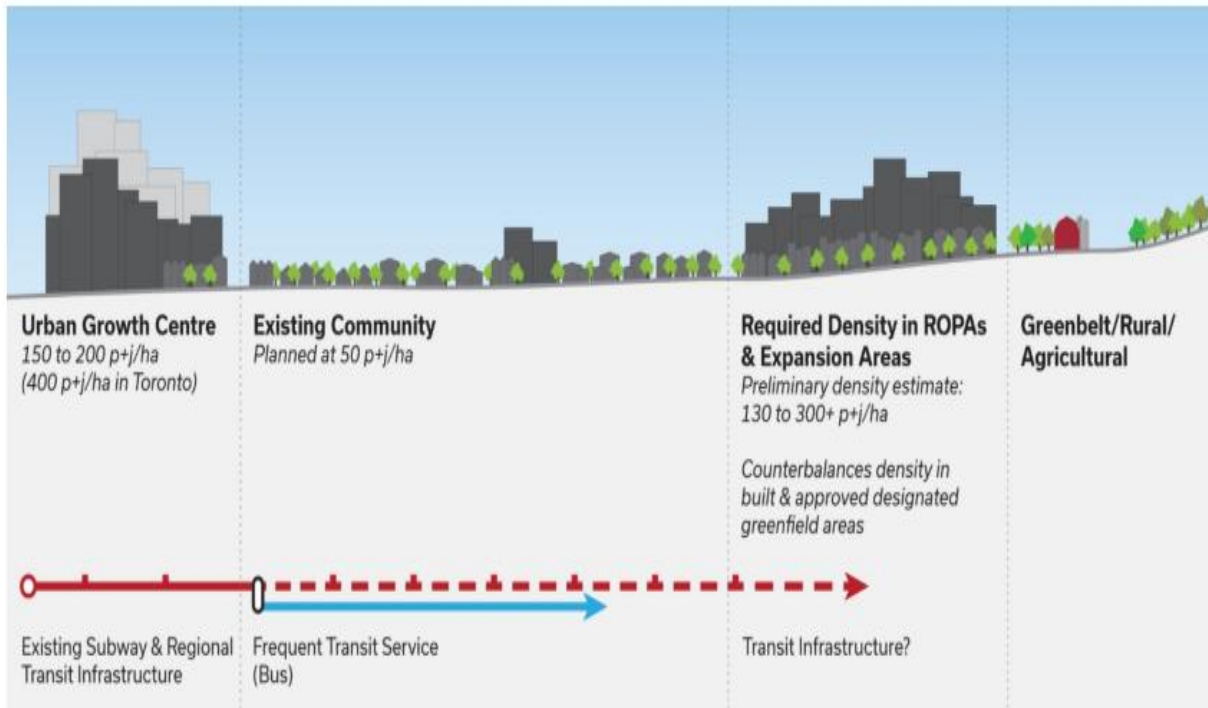 Urban Growth Centre
150 to 200 p+j/ha
(400 p+j/ha in Toronto)
Existing Community
Planned at 50 p+j/ha
Required Density in ROPAs
& Expansion Areas
Preliminary density estimate:
130 to 300+ p+j/ha
Counterbalances density in
built & approved designated
greenfield areas
Greenbelt/Rural/
Agricultural
Existing Subway & Regional
Transit Infrastructure
Frequent Transit Service
(Bus)
Transit Infrastructure?